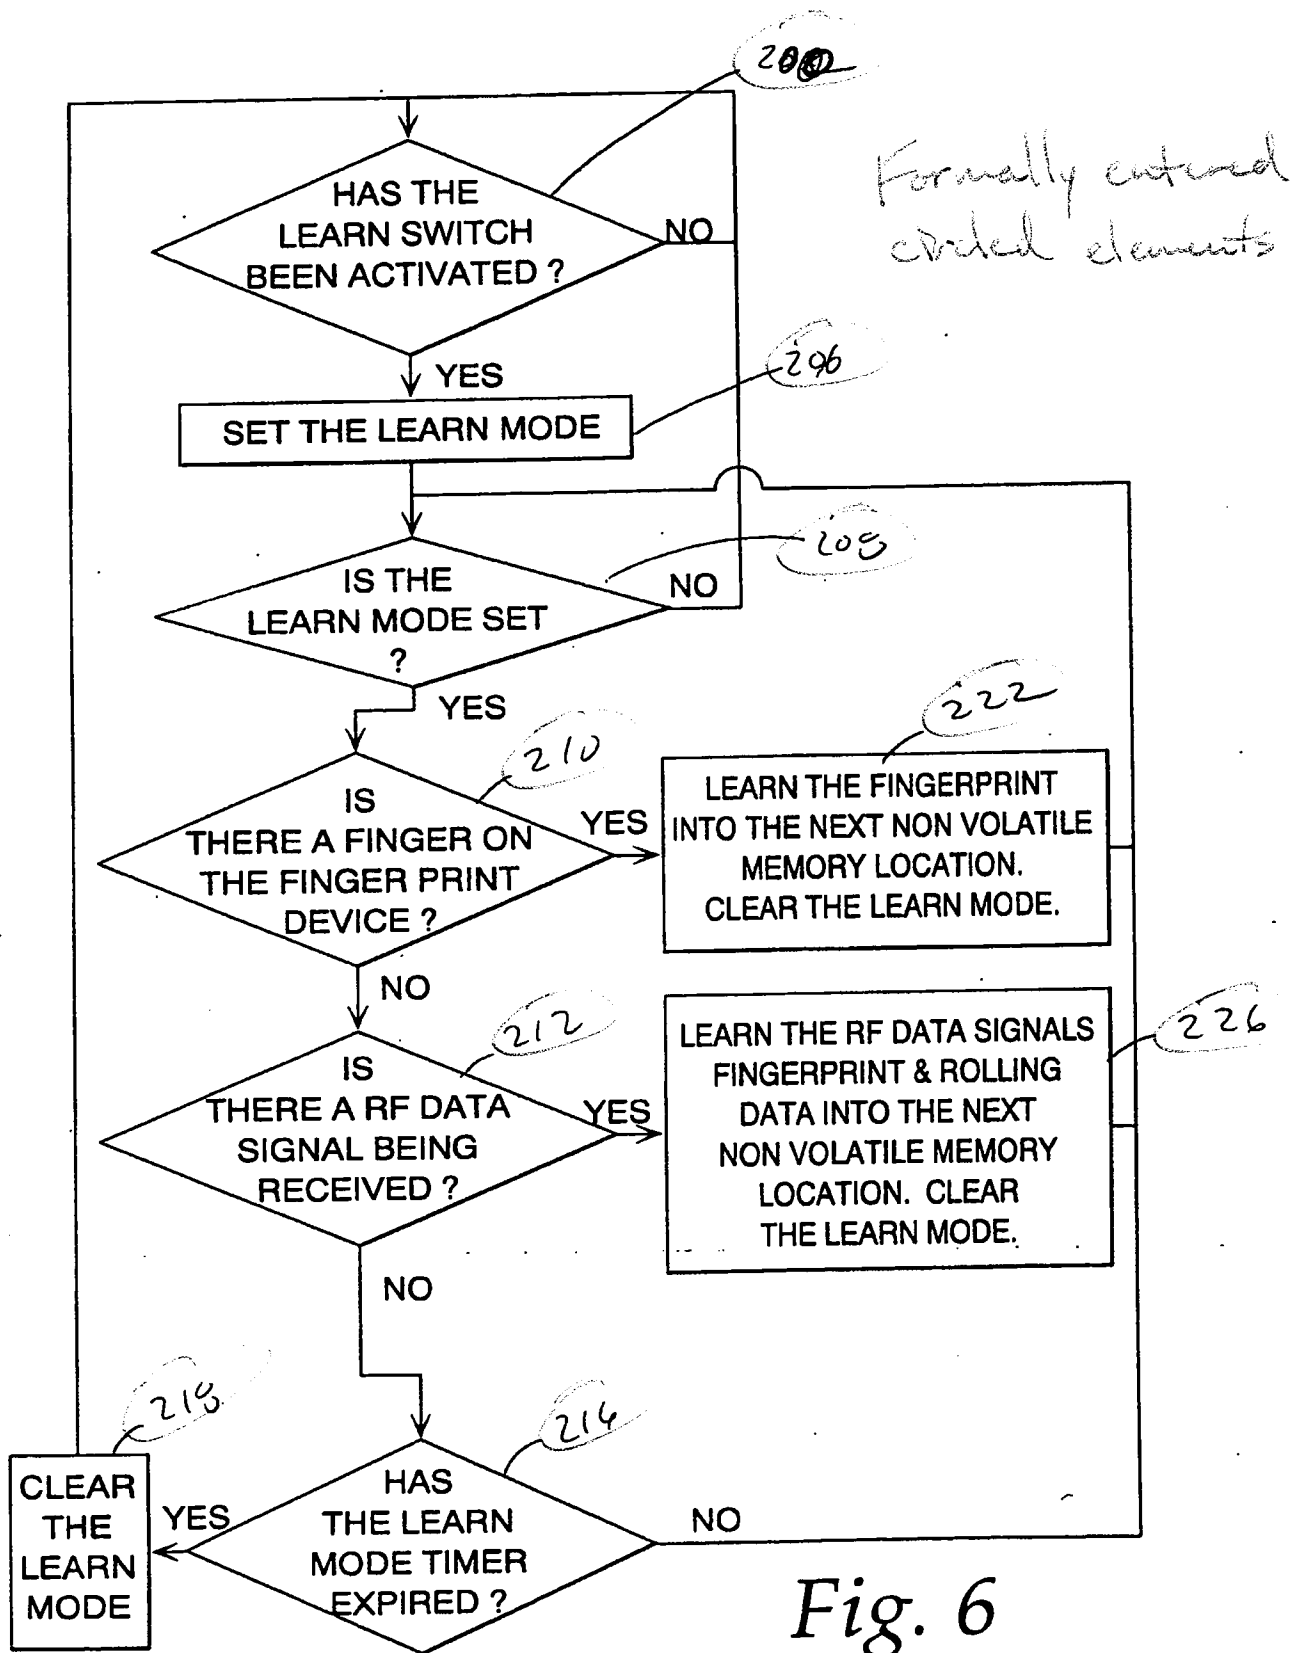 HAS THE
LEARN SWITCH
BEEN ACTIVATED ?
NO
Formally entered
circled elements
YES
206
SET THE LEARN MODE
208
IS THE
LEARN MODE SET
?
NO
YES
210
222
IS
THERE A FINGER ON
THE FINGER PRINT
DEVICE ?
YES
LEARN THE FINGERPRINT
INTO THE NEXT NON VOLATILE
MEMORY LOCATION.
CLEAR THE LEARN MODE.
NO
212
226
IS
THERE A RF DATA
SIGNAL BEING
RECEIVED ?
YES
LEARN THE RF DATA SIGNALS
FINGERPRINT & ROLLING
DATA INTO THE NEXT
NON VOLATILE MEMORY
LOCATION. CLEAR
THE LEARN MODE.
NO
218
216
CLEAR
THE
LEARN
MODE
YES
HAS
THE LEARN
MODE TIMER
EXPIRED ?
NO
Fig. 6